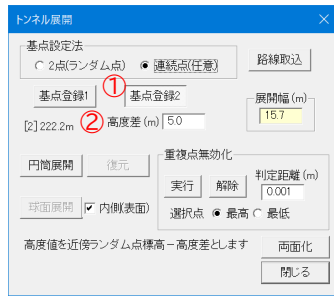 トンネル展開
基点設定法
2点(ランダム点) 連続点(任意)
路線取込
基点登録1 ① 基点登録2
展開幅(m)
15.7
[2] 222.2m ② 高度差(m) 5.0
円筒展開 復元
重複点無効化
実行 解除
判定距離(m)
0.001
球面展開 内側(表面)
選択点 最高 最低
高度値を近傍ランダム点標高－高度差とします
両面化
閉じる